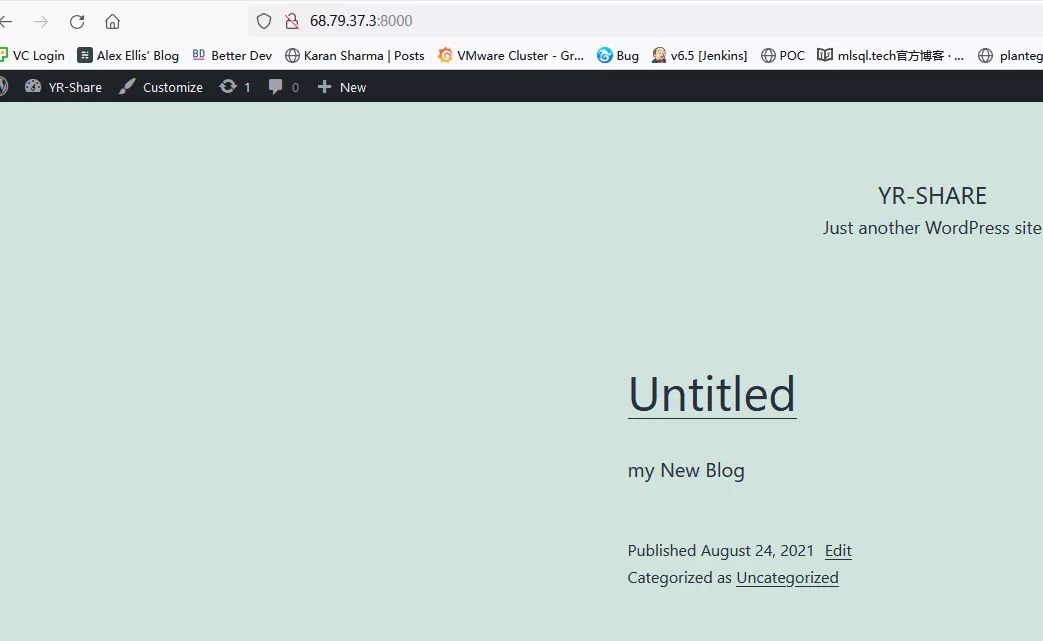 68.79.37.3:8000
VC Login Alex Ellis' Blog BD Better Dev Karan Sharma | Posts VMware Cluster - Gr... Bug v6.5 [Jenkins] POC mlsql.tech官方博客 · ... planteg
YR-Share Customize 1 0 New
YR-SHARE
Just another WordPress site
Untitled
my New Blog
Published August 24, 2021 Edit
Categorized as Uncategorized